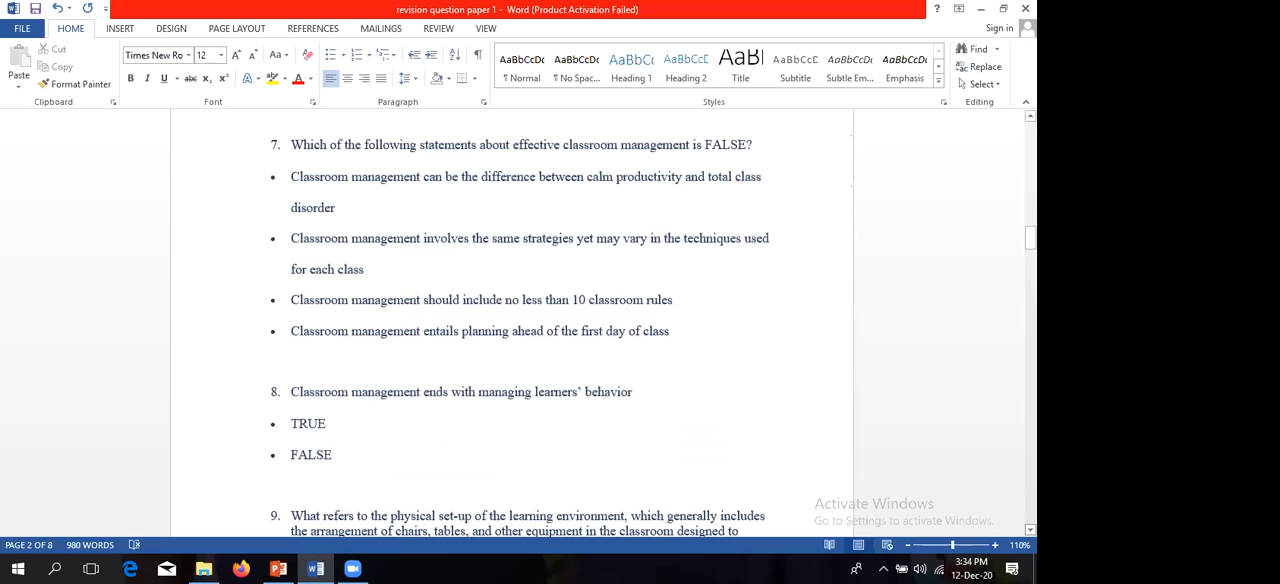 revision question paper 1 - Word (Product Activation Failed)
FILE HOME INSERT DESIGN PAGE LAYOUT REFERENCES MAILINGS REVIEW VIEW Sign in
Paste
Cut
Copy
Format Painter
Clipboard
Times New Ro 12
Font
Paragraph
AaBbCcDc AaBbCcDc AaBbCc AaBbCcD AaBl AaBbCcD AaBbCcDc AaBbCcDc
¶ Normal ¶ No Spac... Heading 1 Heading 2 Title Subtitle Subtle Em... Emphasis
Styles
Find
Replace
Select
Editing
7. Which of the following statements about effective classroom management is FALSE?
• Classroom management can be the difference between calm productivity and total class
disorder
• Classroom management involves the same strategies yet may vary in the techniques used
for each class
• Classroom management should include no less than 10 classroom rules
• Classroom management entails planning ahead of the first day of class
8. Classroom management ends with managing learners’ behavior
• TRUE
• FALSE
9. What refers to the physical set-up of the learning environment, which generally includes
the arrangement of chairs, tables, and other equipment in the classroom designed to
Activate Windows
Go to Settings to activate Windows.
PAGE 2 OF 8 980 WORDS 110%
3:34 PM
12-Dec-20